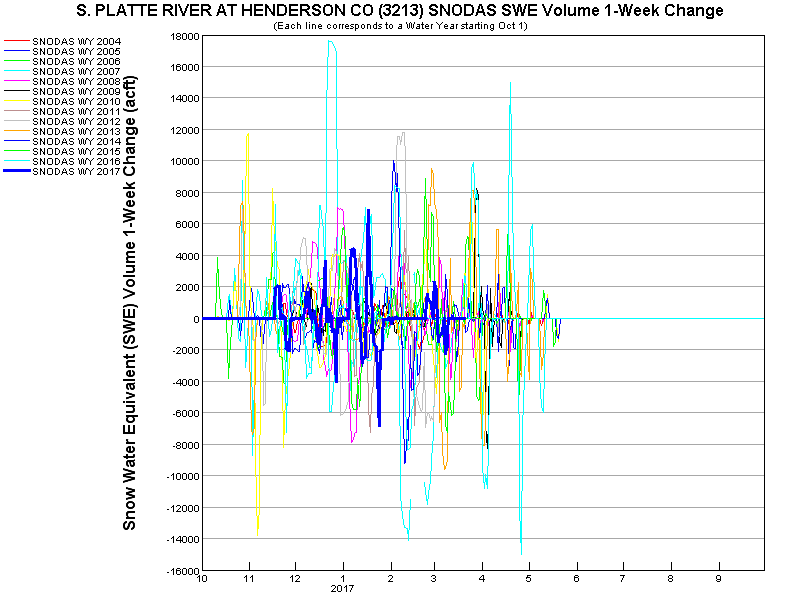 S. PLATTE RIVER AT HENDERSON CO (3213) SNODAS SWE Volume 1-Week Change
(Each line corresponds to a Water Year starting Oct 1)
SNODAS WY 2004
SNODAS WY 2005
SNODAS WY 2006
SNODAS WY 2007
SNODAS WY 2008
SNODAS WY 2009
SNODAS WY 2010
SNODAS WY 2011
SNODAS WY 2012
SNODAS WY 2013
SNODAS WY 2014
SNODAS WY 2015
SNODAS WY 2016
SNODAS WY 2017
Snow Water Equivalent (SWE) Volume 1-Week Change (acft)
18000
16000
14000
12000
10000
8000
6000
4000
2000
0
-2000
-4000
-6000
-8000
-10000
-12000
-14000
-16000
10 11 12 1 2 3 4 5 6 7 8 9
2017